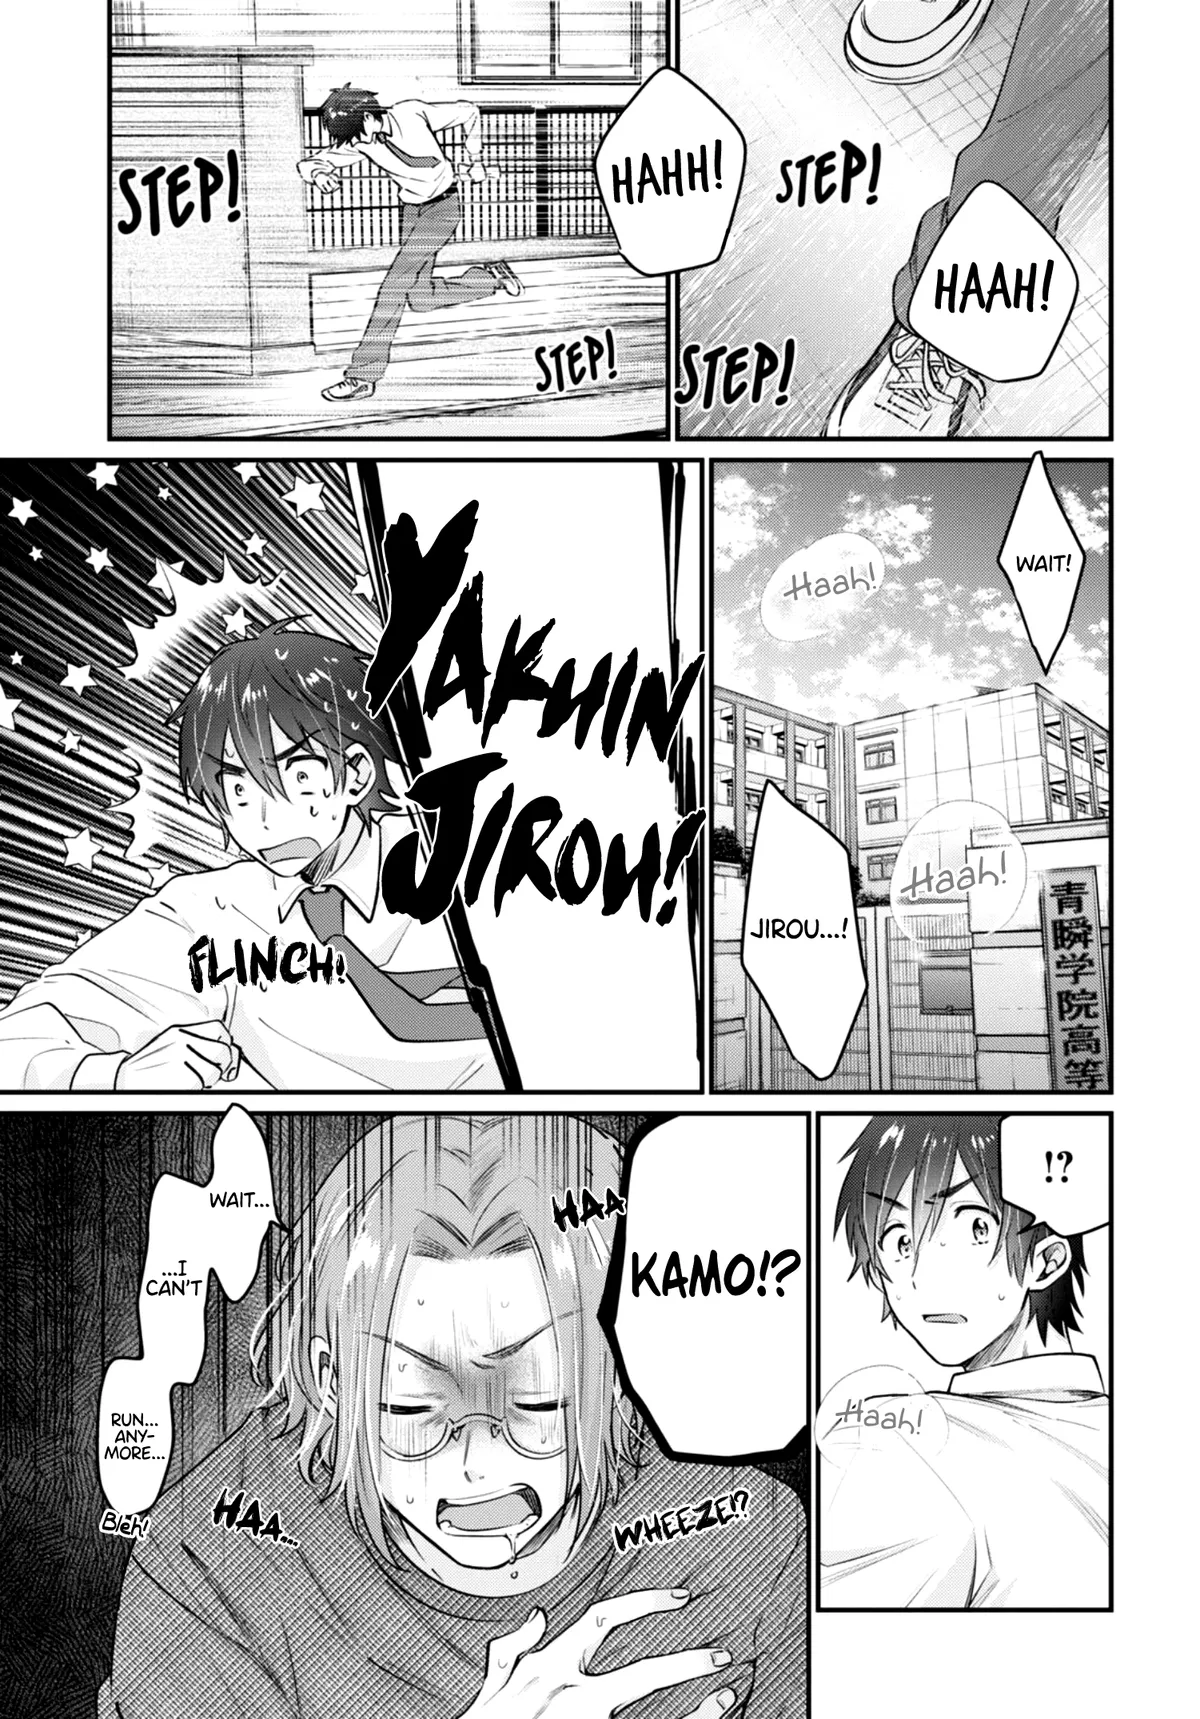 STEP!
HAAH!
STEP!
HAHH!
STEP!
STEP!
WAIT!
Haah!
JIROU...!
Haah!
青瞬学院高等
YAKUIN
JIROU!
FLINCH!
!?
Haah!
KAMO!?
HAA
WAIT...
...I
CAN'T
RUN...
ANY-
MORE...
Bleh!
HAA...
WHEEZE!?